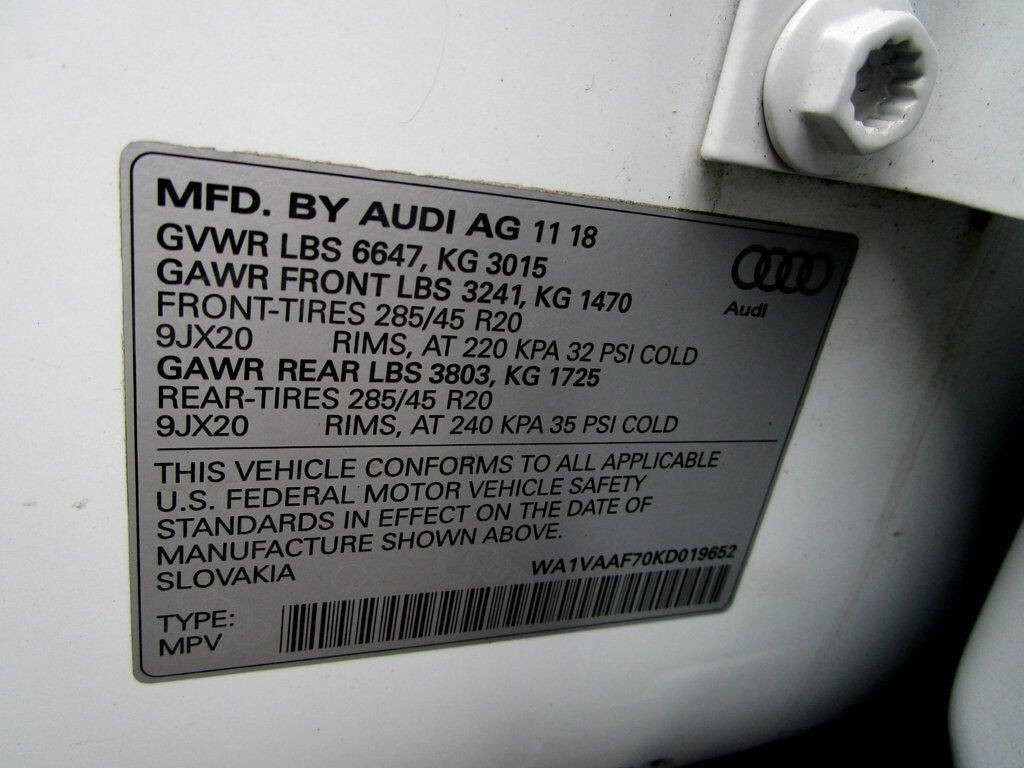 MFD. BY AUDI AG 11 18
GVWR LBS 6647, KG 3015
GAWR FRONT LBS 3241, KG 1470
FRONT-TIRES 285/45 R20
9JX20 RIMS, AT 220 KPA 32 PSI COLD
GAWR REAR LBS 3803, KG 1725
REAR-TIRES 285/45 R20
9JX20 RIMS, AT 240 KPA 35 PSI COLD
Audi
THIS VEHICLE CONFORMS TO ALL APPLICABLE
U.S. FEDERAL MOTOR VEHICLE SAFETY
STANDARDS IN EFFECT ON THE DATE OF
MANUFACTURE SHOWN ABOVE.
SLOVAKIA
WA1VAAF70KD019652
TYPE:
MPV